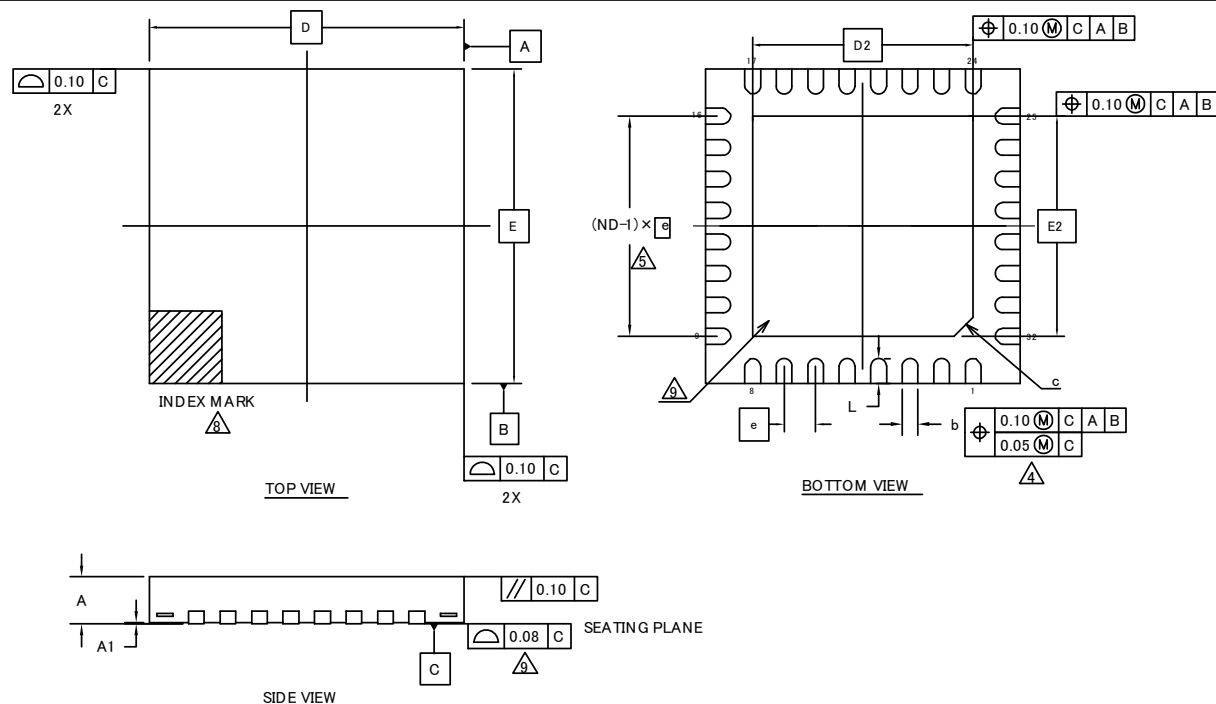 D
A
⌓ 0.10 C
2X
E
INDEX MARK
8
B
⌓ 0.10 C
2X
TOP VIEW
⌖ 0.10 Ⓜ C A B
D2
17
24
⌖ 0.10 Ⓜ C A B
16
25
(ND-1)× e
5
E2
9
32
9
8
1
c
e
L
b
⌖ 0.10 Ⓜ C A B
0.05 Ⓜ C
4
BOTTOM VIEW
A
A1
// 0.10 C
⌓ 0.08 C
SEATING PLANE
9
C
SIDE VIEW